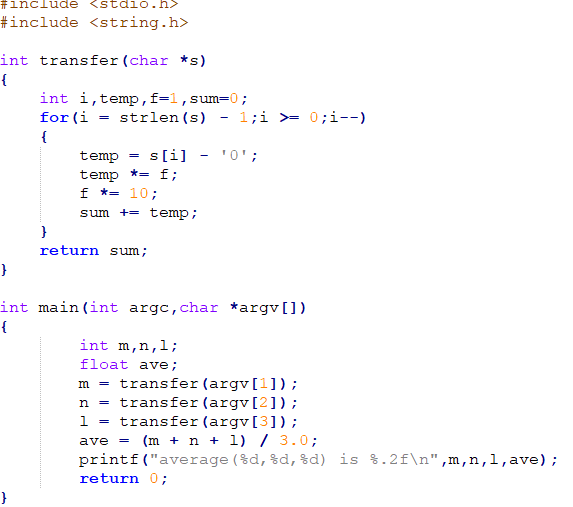 #include <stdio.h>
#include <string.h>
int transfer(char *s)
{
int i,temp,f=1,sum=0;
for(i = strlen(s) - 1;i >= 0;i--)
{
temp = s[i] - '0';
temp *= f;
f *= 10;
sum += temp;
}
return sum;
}
int main(int argc,char *argv[])
{
int m,n,l;
float ave;
m = transfer(argv[1]);
n = transfer(argv[2]);
l = transfer(argv[3]);
ave = (m + n + l) / 3.0;
printf("average(%d,%d,%d) is %.2f\n",m,n,l,ave);
return 0;
}